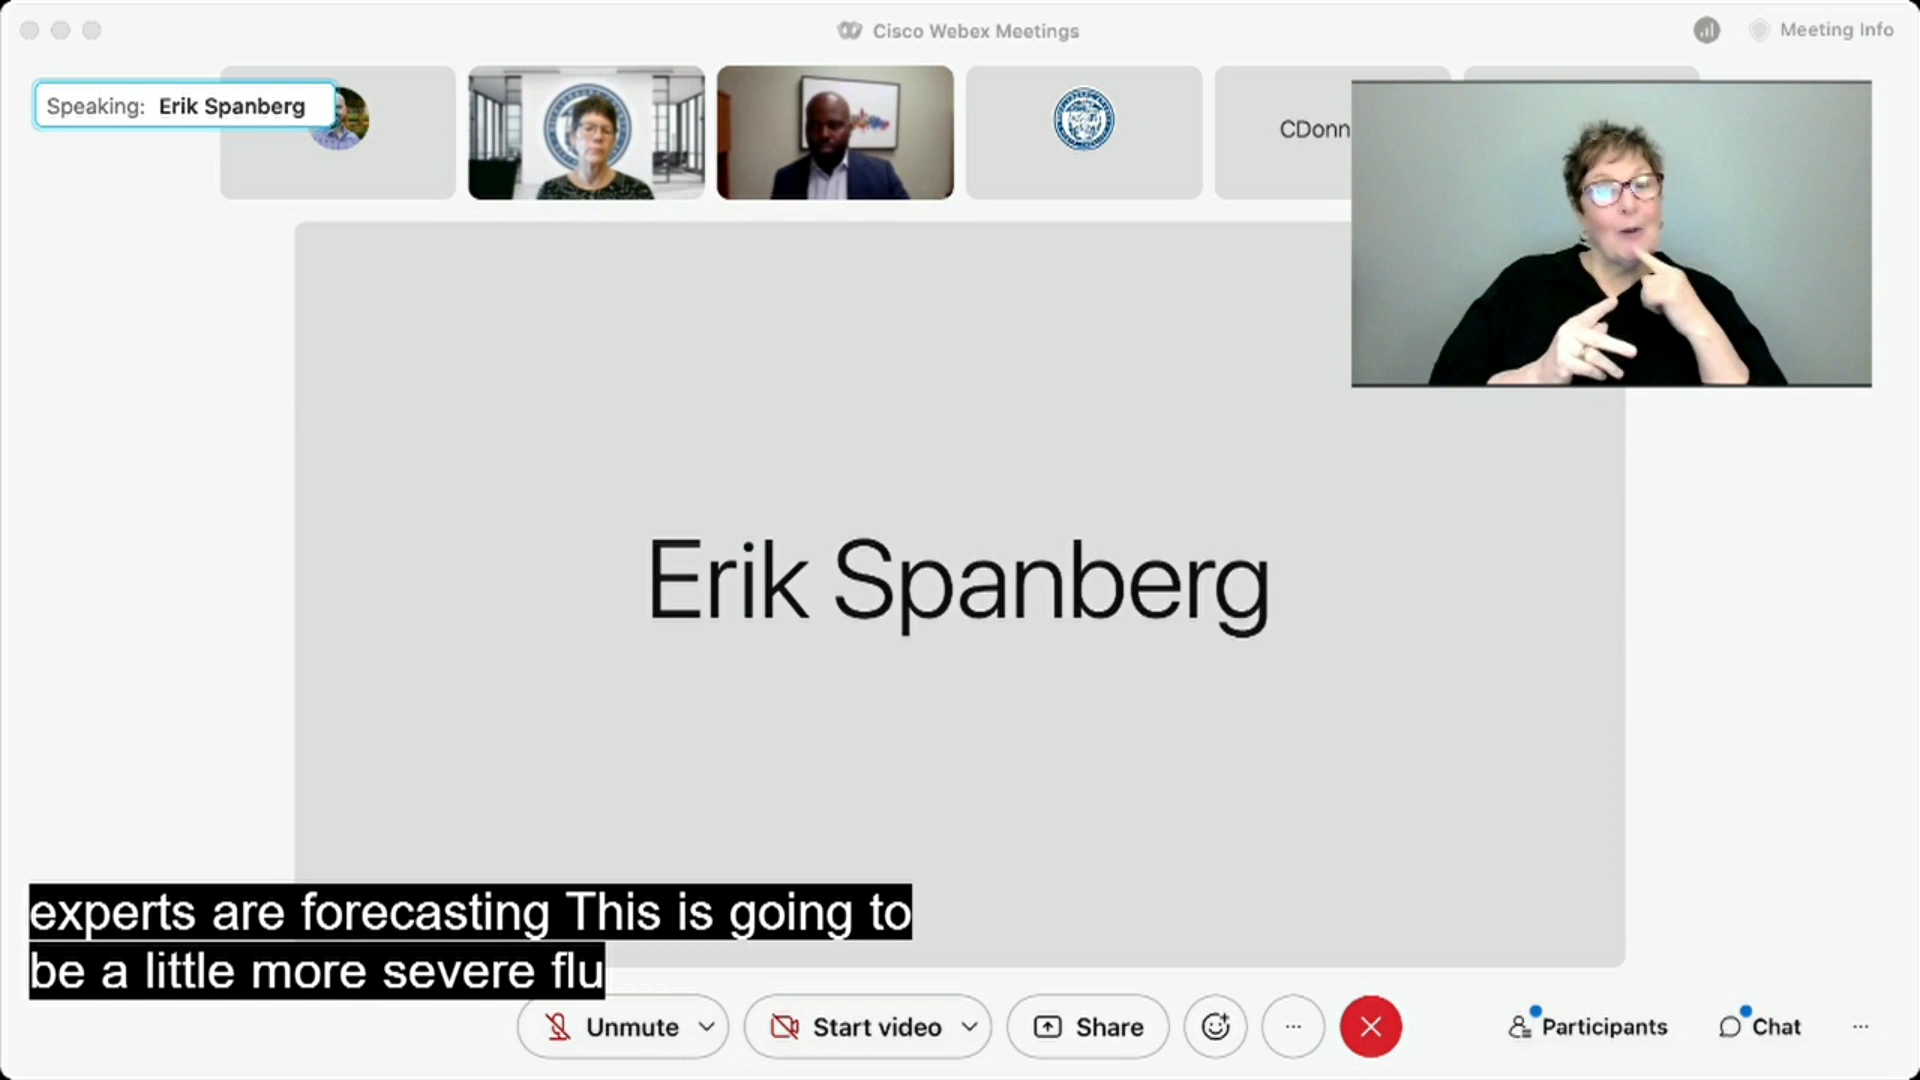 Cisco Webex Meetings
Meeting Info
Speaking: Erik Spanberg
CDonn
Erik Spanberg
experts are forecasting This is going to
be a little more severe flu
Unmute
Start video
Share
Participants
Chat